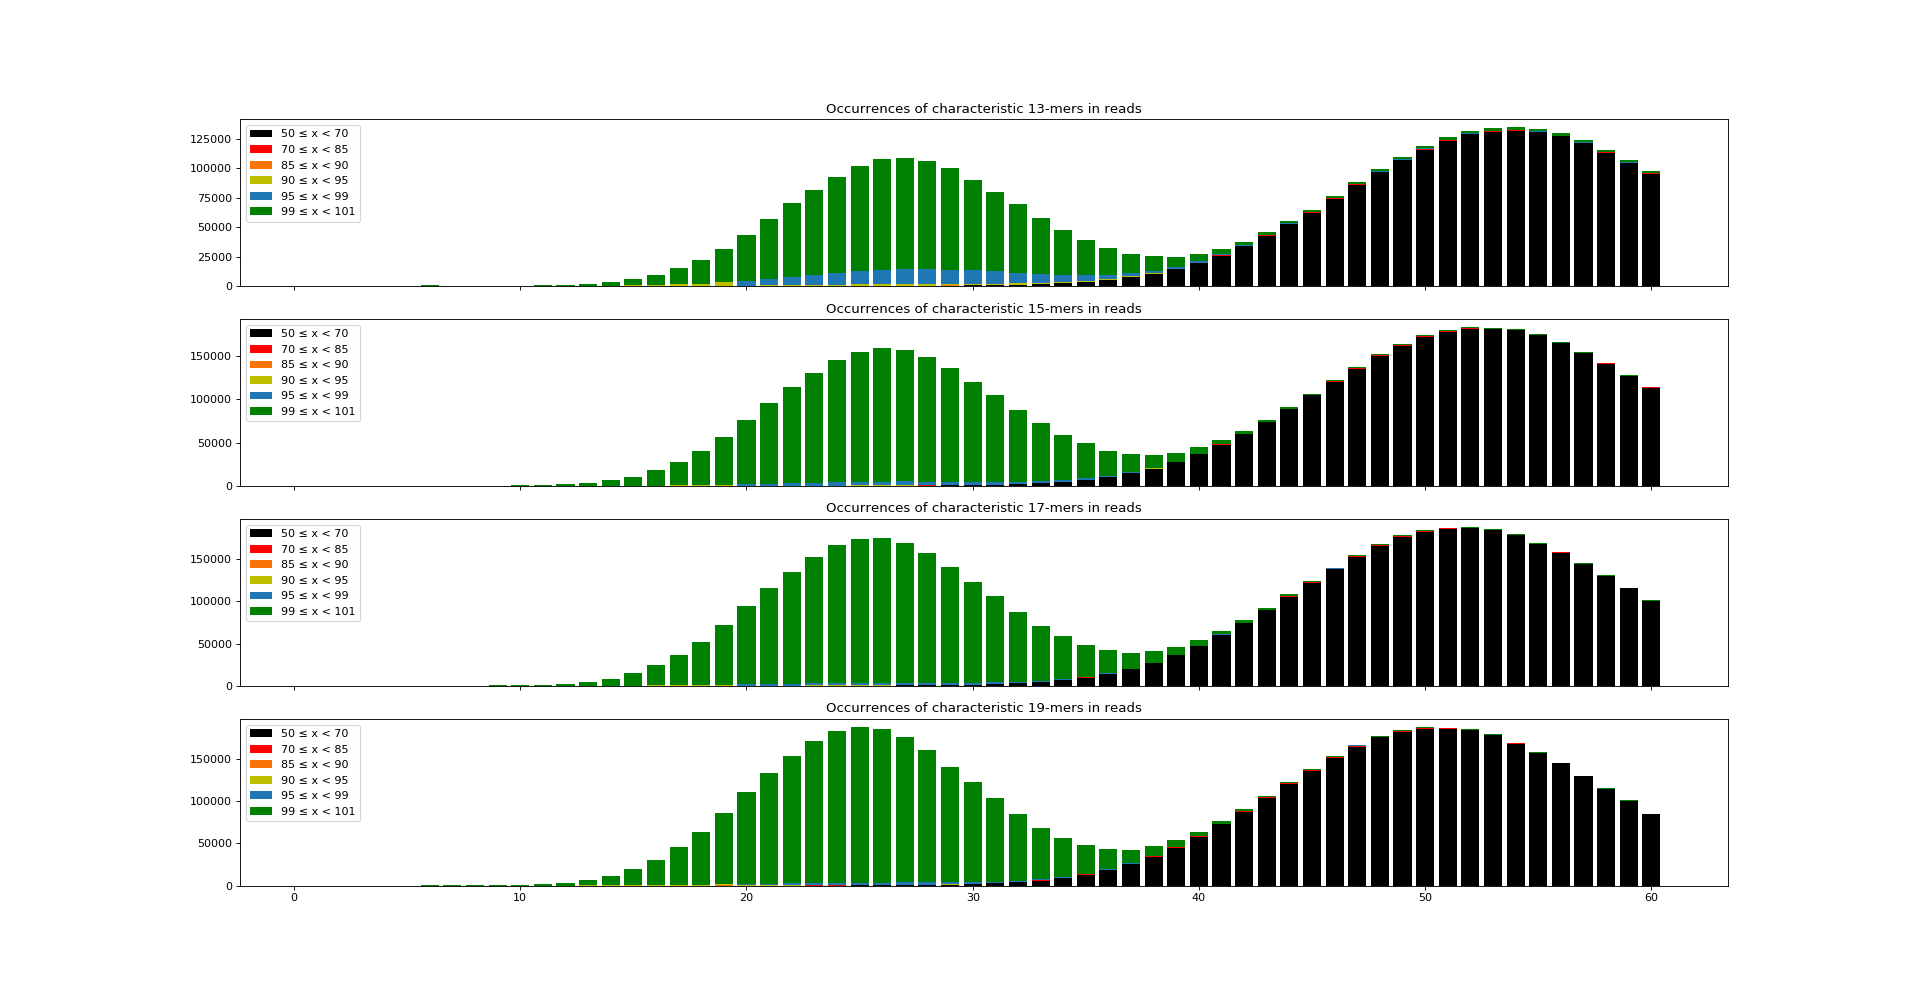 Occurrences of characteristic 13-mers in reads
125000
100000
75000
50000
25000
0
50 ≤ x < 70
70 ≤ x < 85
85 ≤ x < 90
90 ≤ x < 95
95 ≤ x < 99
99 ≤ x < 101
Occurrences of characteristic 15-mers in reads
150000
100000
50000
0
50 ≤ x < 70
70 ≤ x < 85
85 ≤ x < 90
90 ≤ x < 95
95 ≤ x < 99
99 ≤ x < 101
Occurrences of characteristic 17-mers in reads
150000
100000
50000
0
50 ≤ x < 70
70 ≤ x < 85
85 ≤ x < 90
90 ≤ x < 95
95 ≤ x < 99
99 ≤ x < 101
Occurrences of characteristic 19-mers in reads
150000
100000
50000
0
50 ≤ x < 70
70 ≤ x < 85
85 ≤ x < 90
90 ≤ x < 95
95 ≤ x < 99
99 ≤ x < 101
0 10 20 30 40 50 60